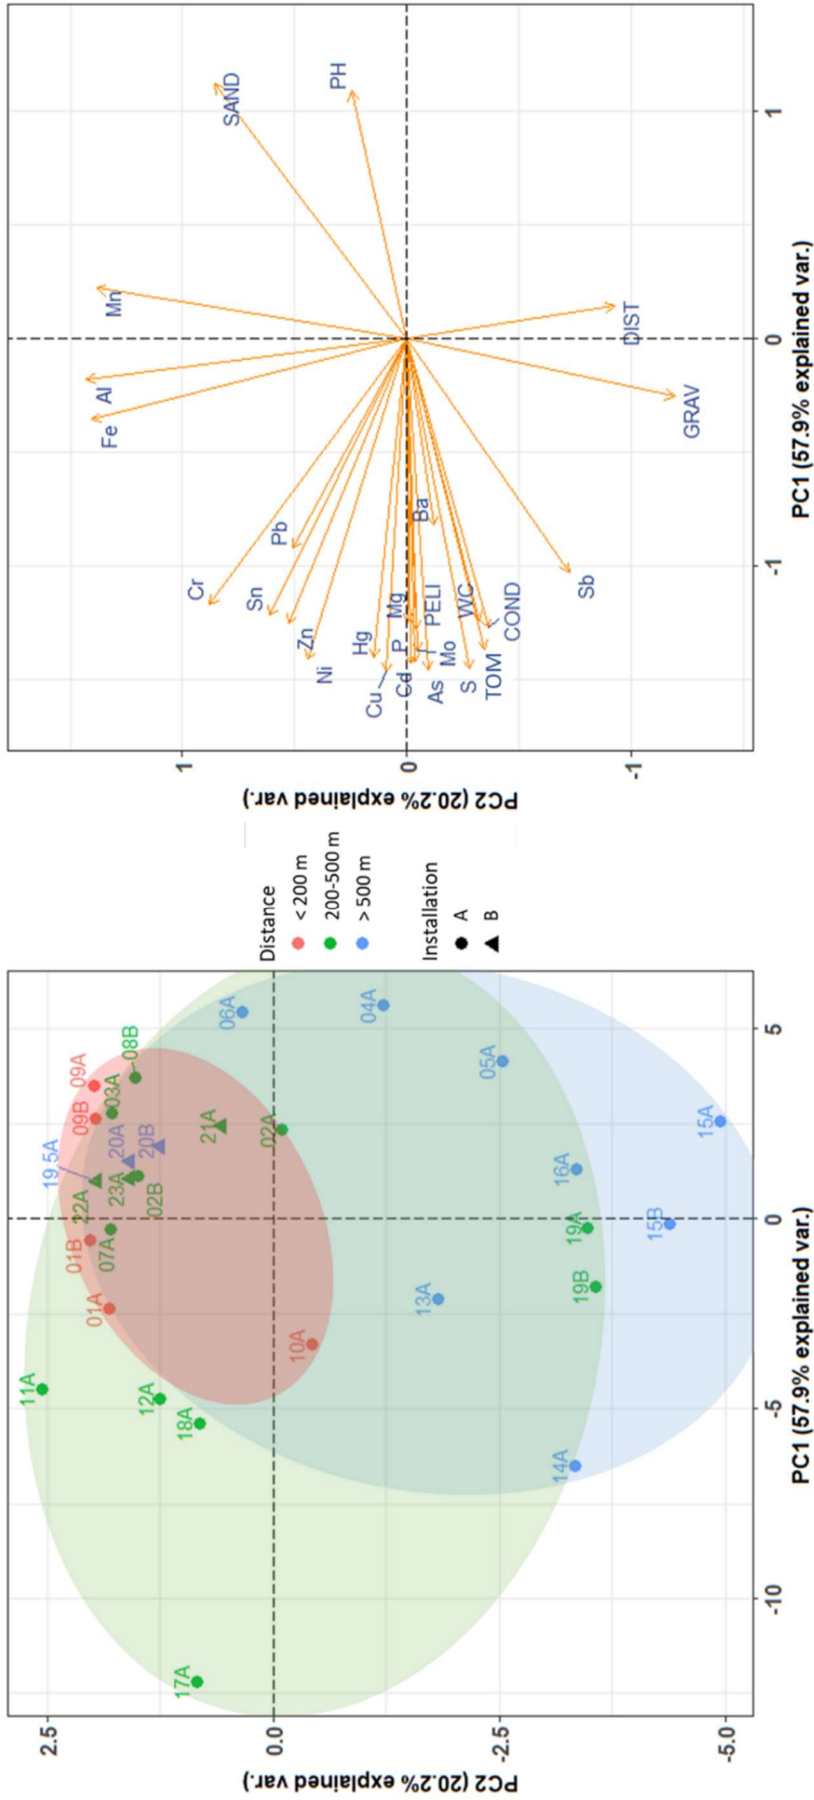 2.5
0.0
-2.5
-5.0
PC2 (20.2% explained var.)
-10
-5
0
5
PC1 (57.9% explained var.)
17A
11A
12A
18A
01A
01B
07A
22A
19.5A
23A
02B
20A
20B
09B
09A
03A
08B
21A
02A
06A
04A
05A
10A
13A
16A
19A
19B
14A
15B
15A
Distance
< 200 m
200-500 m
> 500 m
Installation
A
B
1
0
-1
PC2 (20.2% explained var.)
-1
0
1
PC1 (57.9% explained var.)
SAND
PH
Mn
Al
Fe
Cr
Pb
Sn
Zn
Ni
Hg
Cu
Mg
P
Cd
PELI
Ba
As
Mo
WC
S
TOM
COND
Sb
GRAV
DIST